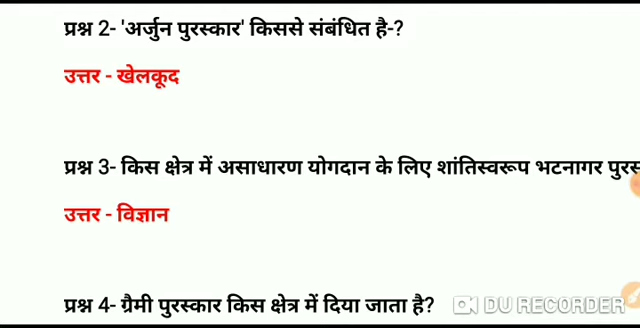 प्रश्न 2- 'अर्जुन पुरस्कार' किससे संबंधित है-?
उत्तर - खेलकूद
प्रश्न 3- किस क्षेत्र में असाधारण योगदान के लिए शांतिस्वरूप भटनागर
उत्तर - विज्ञान
प्रश्न 4- ग्रैमी पुरस्कार किस क्षेत्र में दिया जाता है?
DU RECORDER